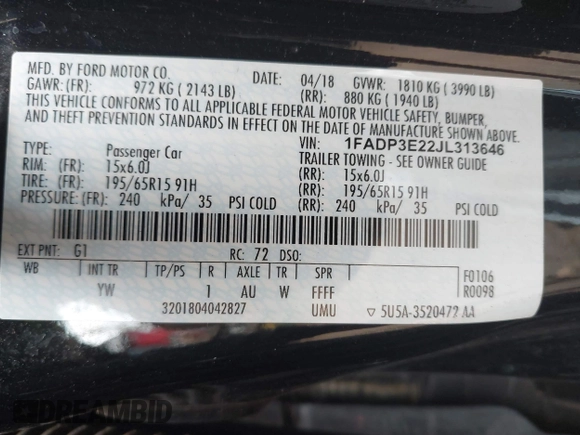 MFD. BY FORD MOTOR CO. DATE: 04/18 GVWR: 1810 KG ( 3990 LB)
GAWR: (FR): 972 KG ( 2143 LB) (RR): 880 KG ( 1940 LB)
THIS VEHICLE CONFORMS TO ALL APPLICABLE FEDERAL MOTOR VEHICLE SAFETY, BUMPER,
AND THEFT PREVENTION STANDARDS IN EFFECT ON THE DATE OF MANUFACTURE SHOWN ABOVE.
VIN: 1FADP3E22JL313646
TYPE: Passenger Car TRAILER TOWING - SEE OWNER GUIDE
RIM: (FR): 15x6.0J (RR): 15x6.0J
TIRE: (FR): 195/65R15 91H (RR): 195/65R15 91H
PRESSURE: (FR): 240 kPa/ 35 PSI COLD (RR): 240 kPa/ 35 PSI COLD
EXT PNT: G1 RC: 72 DSO:
WB INT TR TP/PS R AXLE TR SPR F0106
YW 1 AU W FFFF R0098
3201804042827 UMU ▽ 5U5A-3520472 AA
DREAMBID